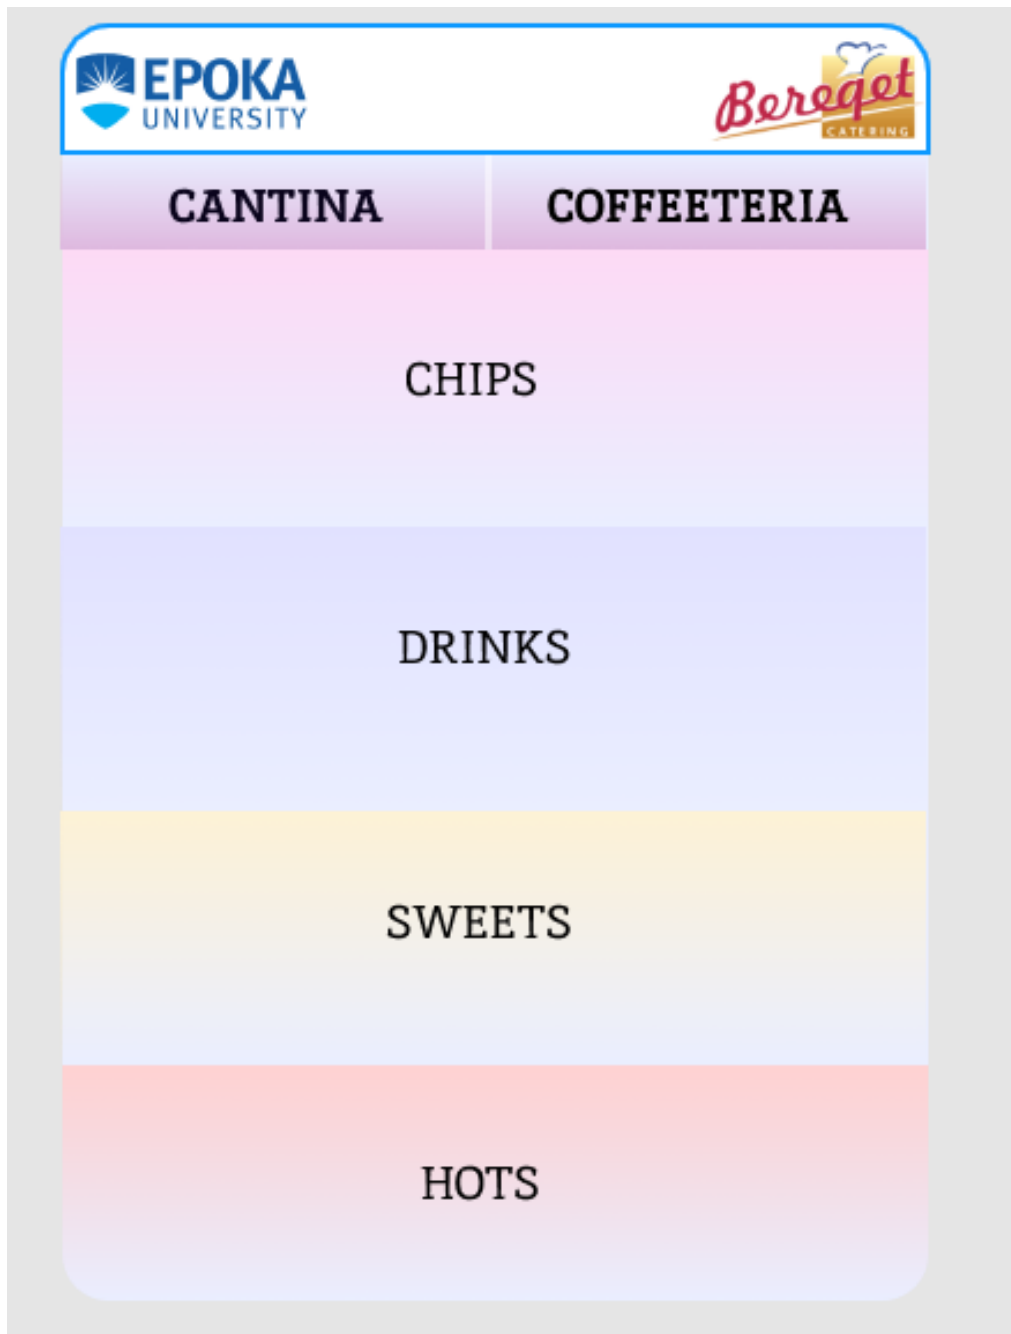 EPOKA
UNIVERSITY
Bereqet
CATERING
CANTINA
COFFEETERIA
CHIPS
DRINKS
SWEETS
HOTS